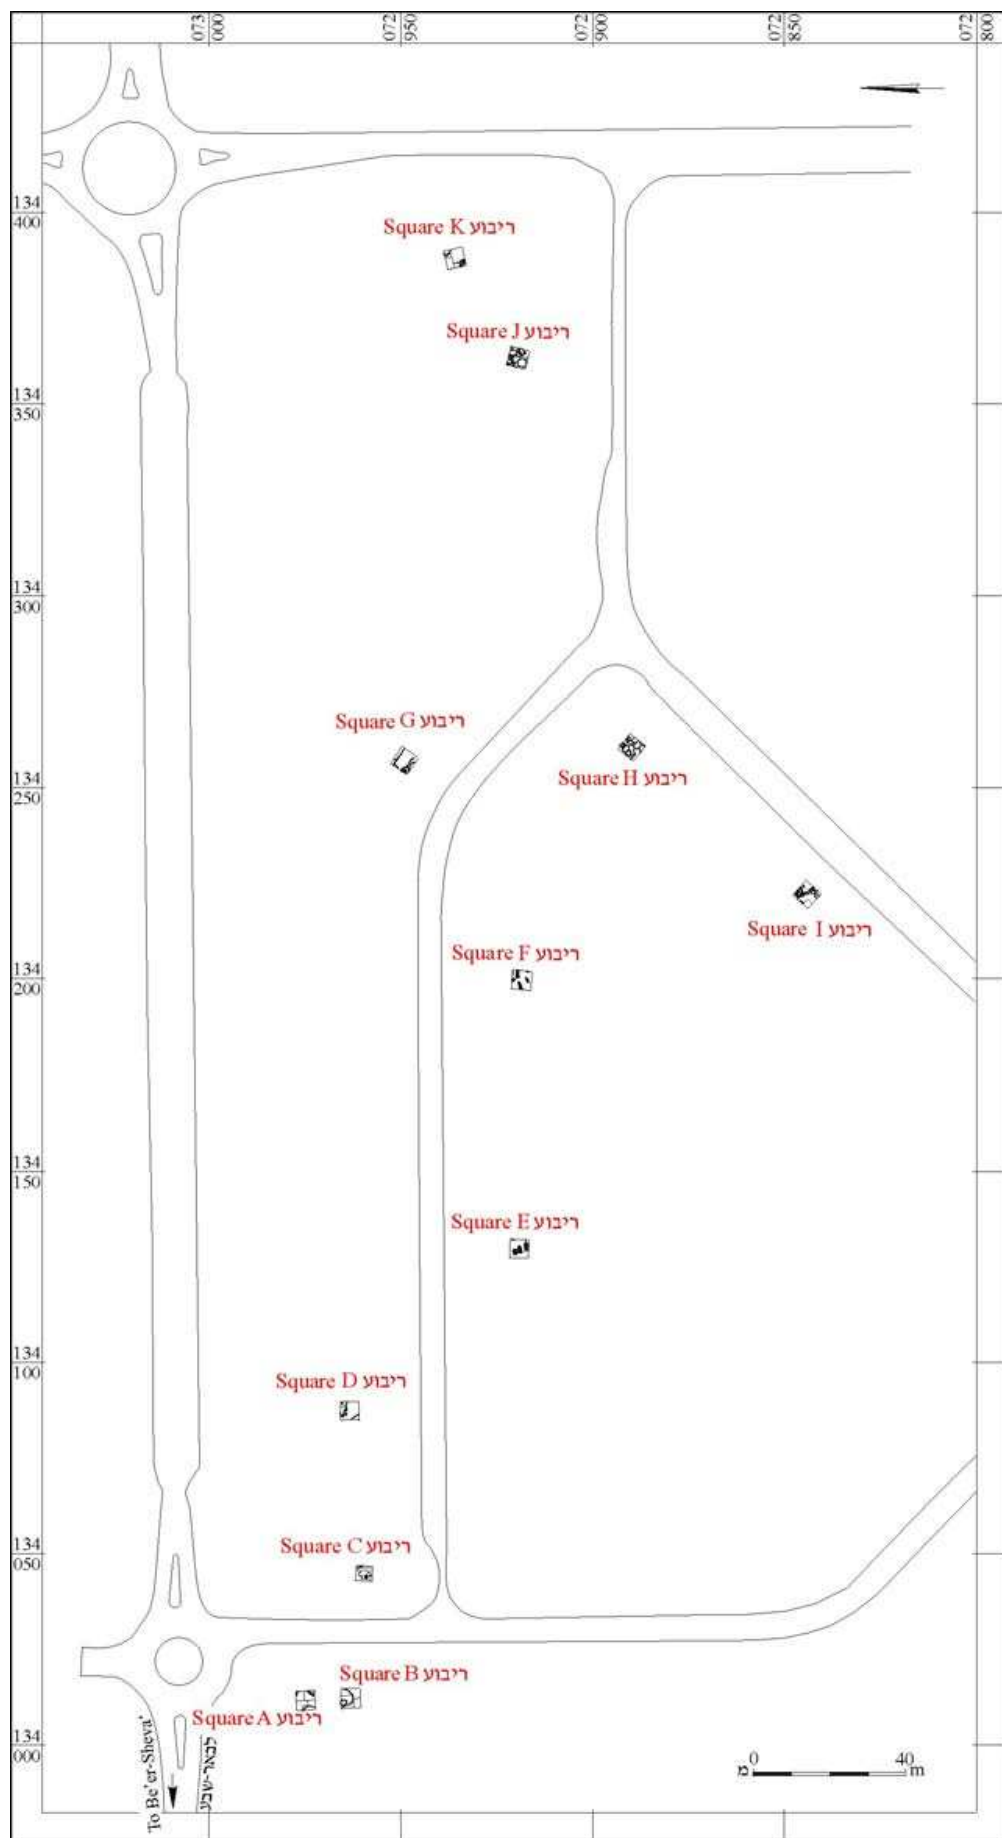 073 000
072 950
072 900
072 850
072 800
134 400
Square K ריבוע
Square J ריבוע
134 350
134 300
Square G ריבוע
Square H ריבוע
134 250
Square I ריבוע
Square F ריבוע
134 200
134 150
Square E ריבוע
134 100
Square D ריבוע
134 050
Square C ריבוע
Square B ריבוע
Square A ריבוע
134 000
To Be'er-Sheva'
לבאר-שבע
0 40
מ m